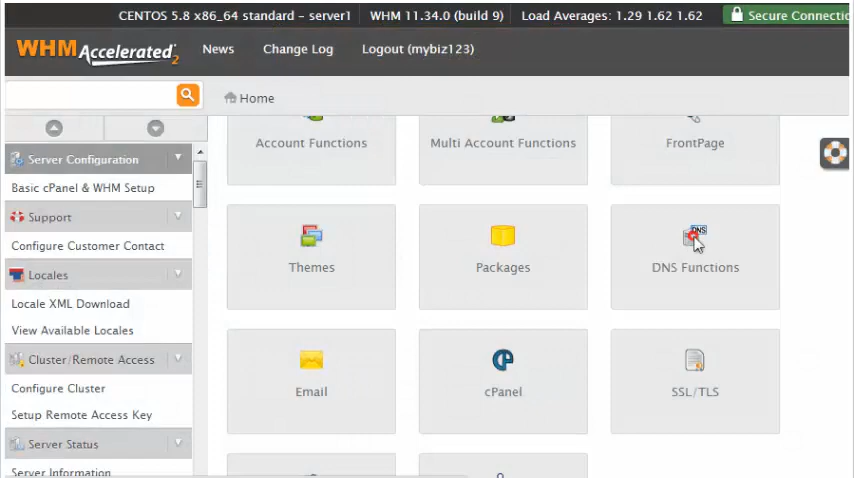 CENTOS 5.8 x86_64 standard - server1 WHM 11.34.0 (build 9) Load Averages: 1.29 1.62 1.62 Secure Connectio
WHM Accelerated 2 News Change Log Logout (mybiz123)
Home
Account Functions Multi Account Functions FrontPage
Server Configuration
Basic cPanel & WHM Setup
Support
Configure Customer Contact
Locales
Locale XML Download
View Available Locales
Cluster/Remote Access
Configure Cluster
Setup Remote Access Key
Server Status
Server Information
DNS
Themes Packages DNS Functions
Email cPanel SSL/TLS